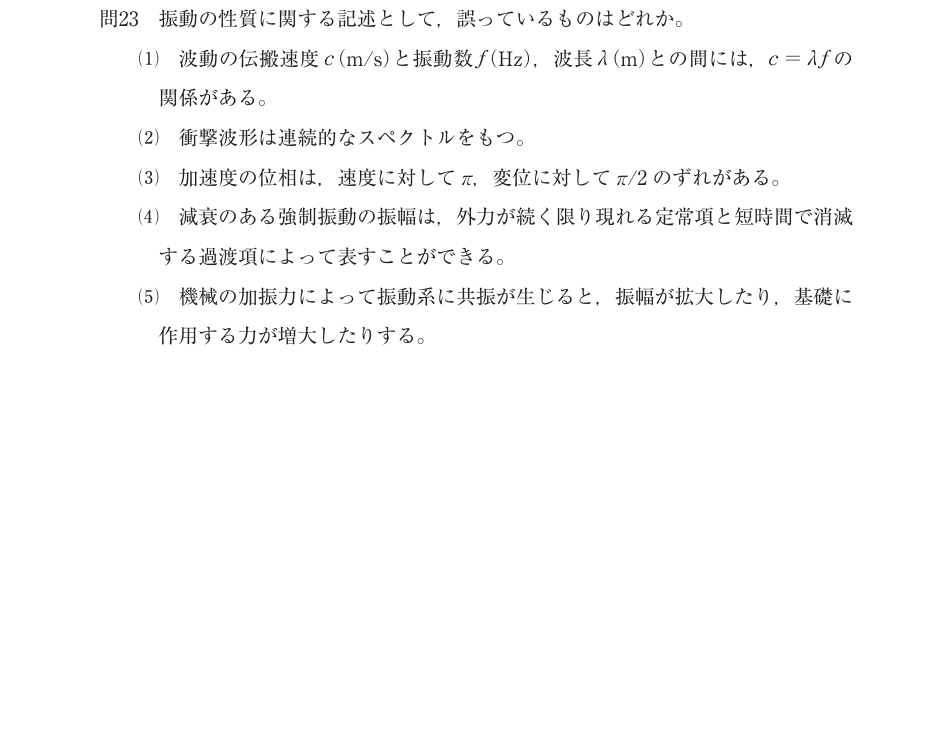 問23　振動の性質に関する記述として，誤っているものはどれか。
⑴　波動の伝搬速度 c (m/s) と振動数 f (Hz)，波長 λ (m) との間には，c = λf の
関係がある。
⑵　衝撃波形は連続的なスペクトルをもつ。
⑶　加速度の位相は，速度に対して π，変位に対して π/2 のずれがある。
⑷　減衰のある強制振動の振幅は，外力が続く限り現れる定常項と短時間で消滅
する過渡項によって表すことができる。
⑸　機械の加振力によって振動系に共振が生じると，振幅が拡大したり，基礎に
作用する力が増大したりする。